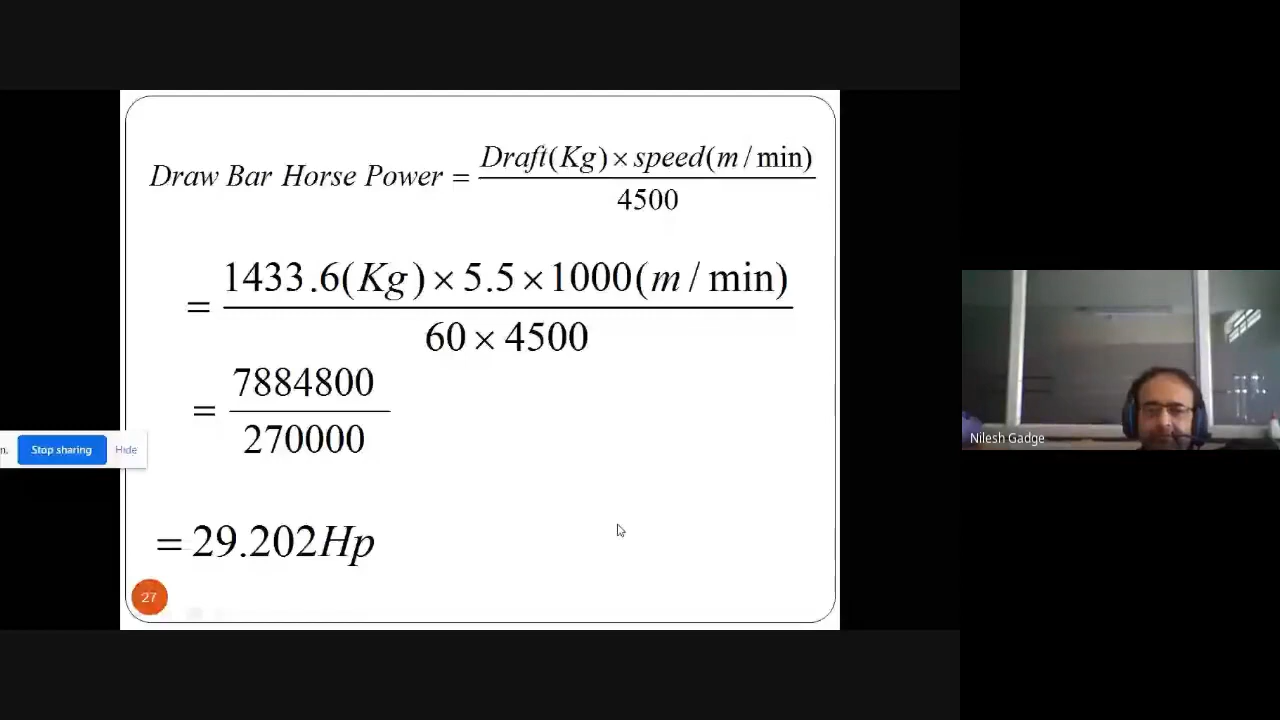 Draw Bar Horse Power = Draft(Kg) × speed(m / min) / 4500
= 1433.6(Kg) × 5.5 × 1000(m / min) / 60 × 4500
= 7884800 / 270000
n. Stop sharing Hide
= 29.202Hp
27
Nilesh Gadge